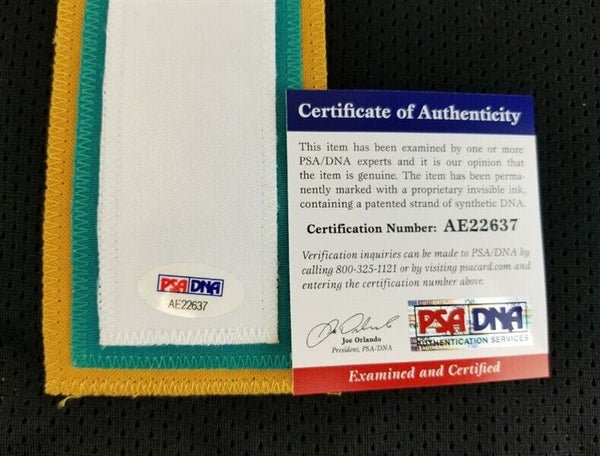 Certificate of Authenticity
This item has been examined by one or more
PSA/DNA experts and it is our opinion that
the item is genuine. The item has been perma-
nently marked with a proprietary invisible ink,
containing a patented strand of synthetic DNA.
Certification Number: AE22637
Verification inquiries can be made to PSA/DNA by
calling 800-325-1121 or by visiting psacard.com and
entering the certification number above.
Joe Orlando
President, PSA/DNA
PSA DNA
AUTHENTICATION SERVICES
Examined and Certified
PSA DNA
AE22637